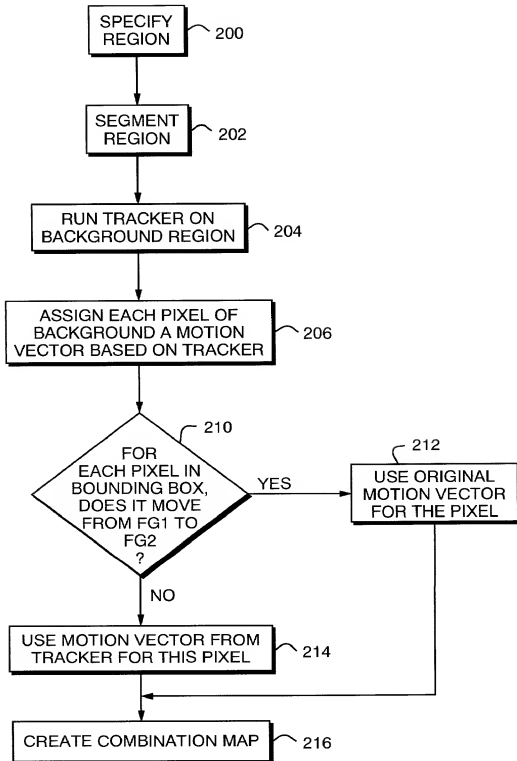 SPECIFY
REGION
200
SEGMENT
REGION
202
RUN TRACKER ON
BACKGROUND REGION
204
ASSIGN EACH PIXEL OF
BACKGROUND A MOTION
VECTOR BASED ON TRACKER
206
210
FOR
EACH PIXEL IN
BOUNDING BOX,
DOES IT MOVE
FROM FG1 TO
FG2
?
YES
212
USE ORIGINAL
MOTION VECTOR
FOR THE PIXEL
NO
USE MOTION VECTOR FROM
TRACKER FOR THIS PIXEL
214
CREATE COMBINATION MAP
216